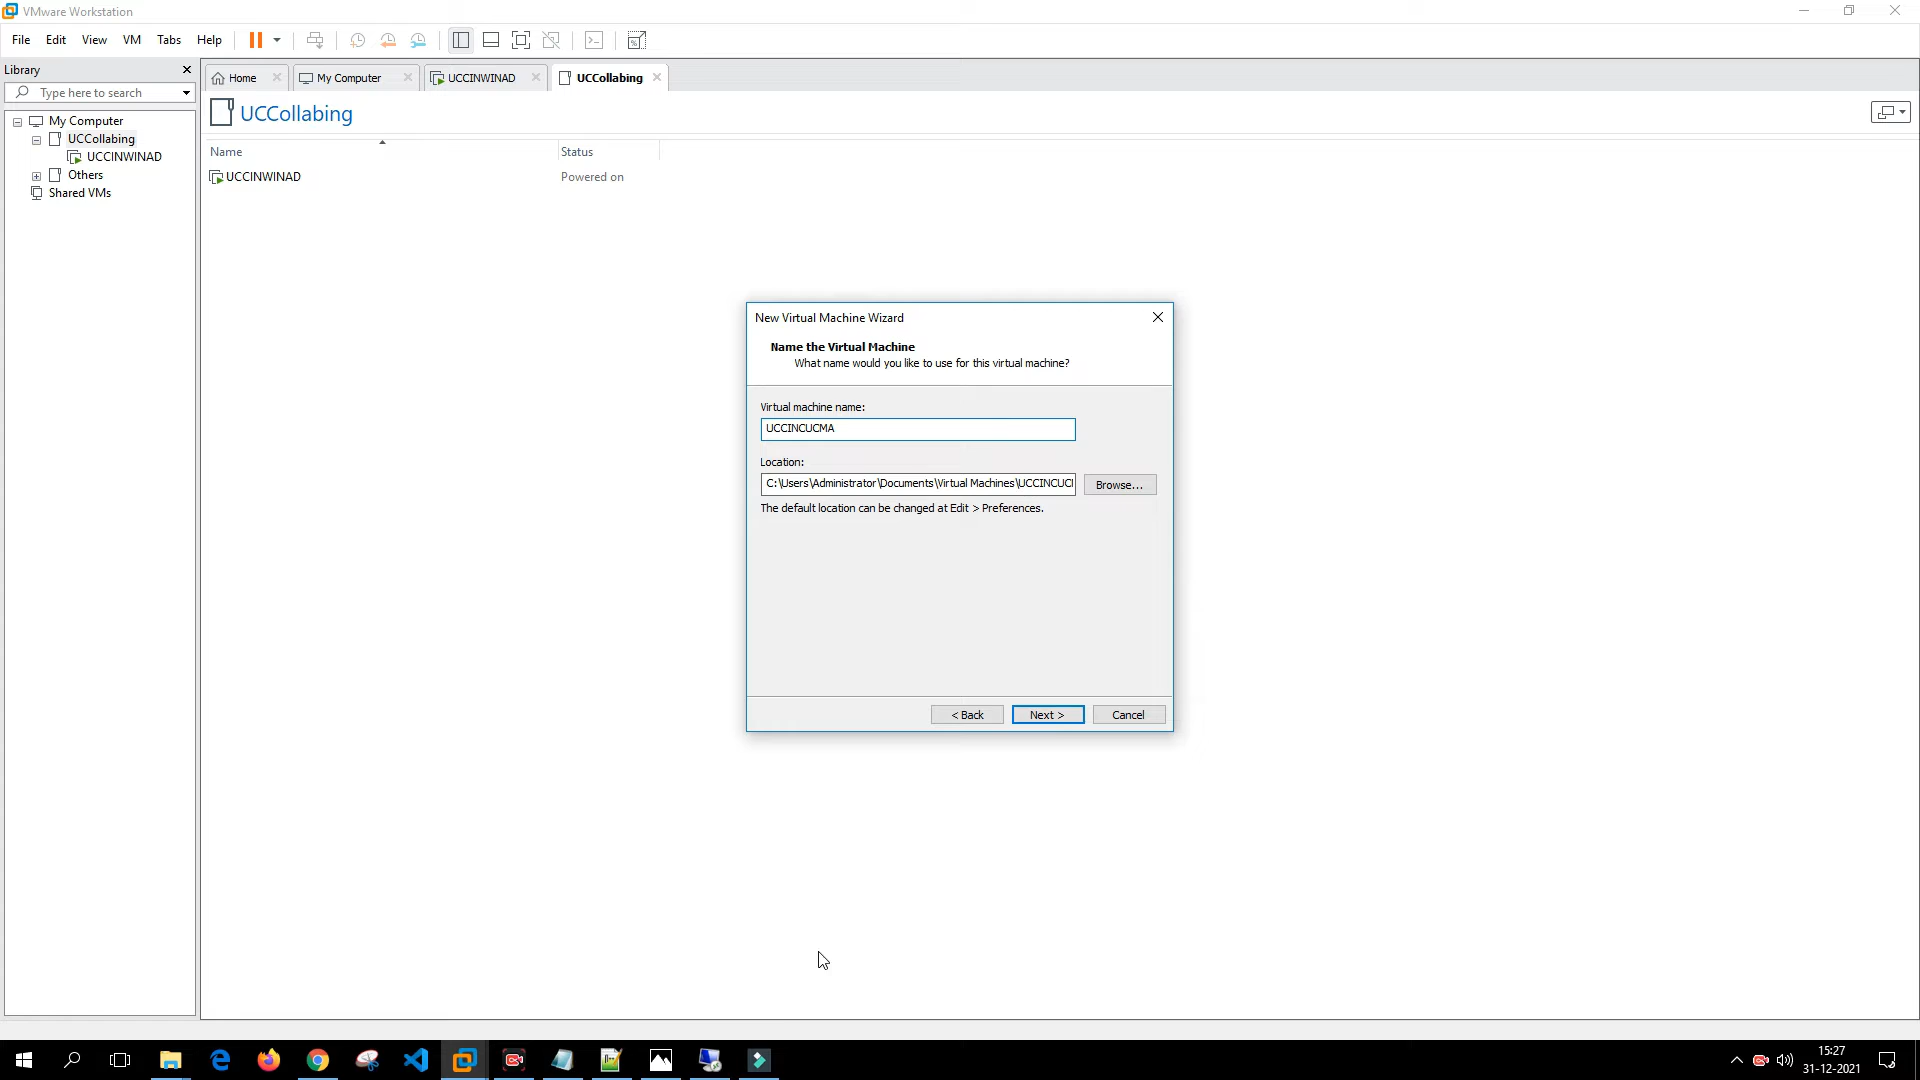 VMware Workstation
File Edit View VM Tabs Help
Library
Type here to search
My Computer
UCCollabing
UCCINWINAD
Others
Shared VMs
Home My Computer UCCINWINAD UCCollabing
UCCollabing
Name Status
UCCINWINAD Powered on
New Virtual Machine Wizard
Name the Virtual Machine
What name would you like to use for this virtual machine?
Virtual machine name:
UCCINCUCMA
Location:
C:\Users\Administrator\Documents\Virtual Machines\UCCINCUC
Browse...
The default location can be changed at Edit > Preferences.
< Back Next > Cancel
15:27
31-12-2021